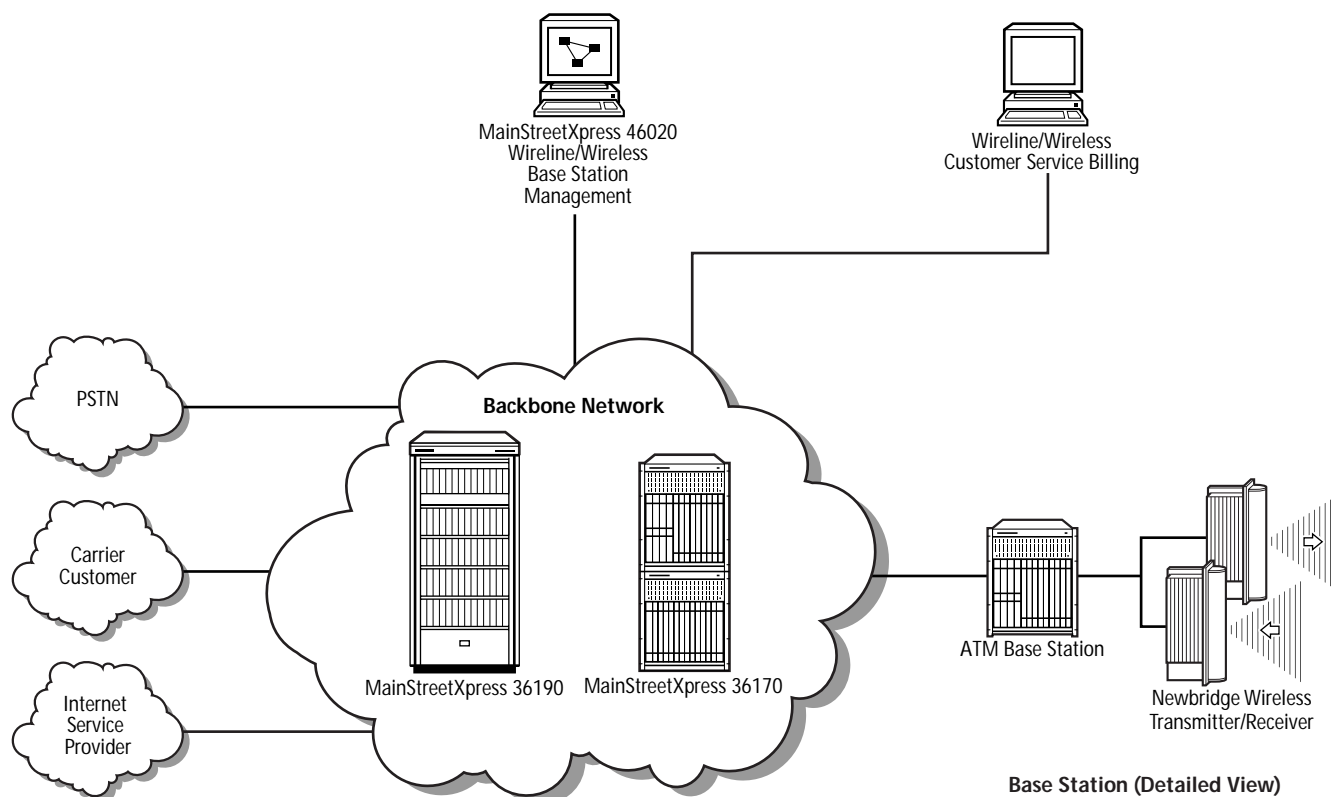 MainStreetXpress 46020
Wireline/Wireless
Base Station
Management
Wireline/Wireless
Customer Service Billing
PSTN
Backbone Network
Carrier
Customer
MainStreetXpress 36190
MainStreetXpress 36170
ATM Base Station
Internet
Service
Provider
Newbridge Wireless
Transmitter/Receiver
Base Station (Detailed View)